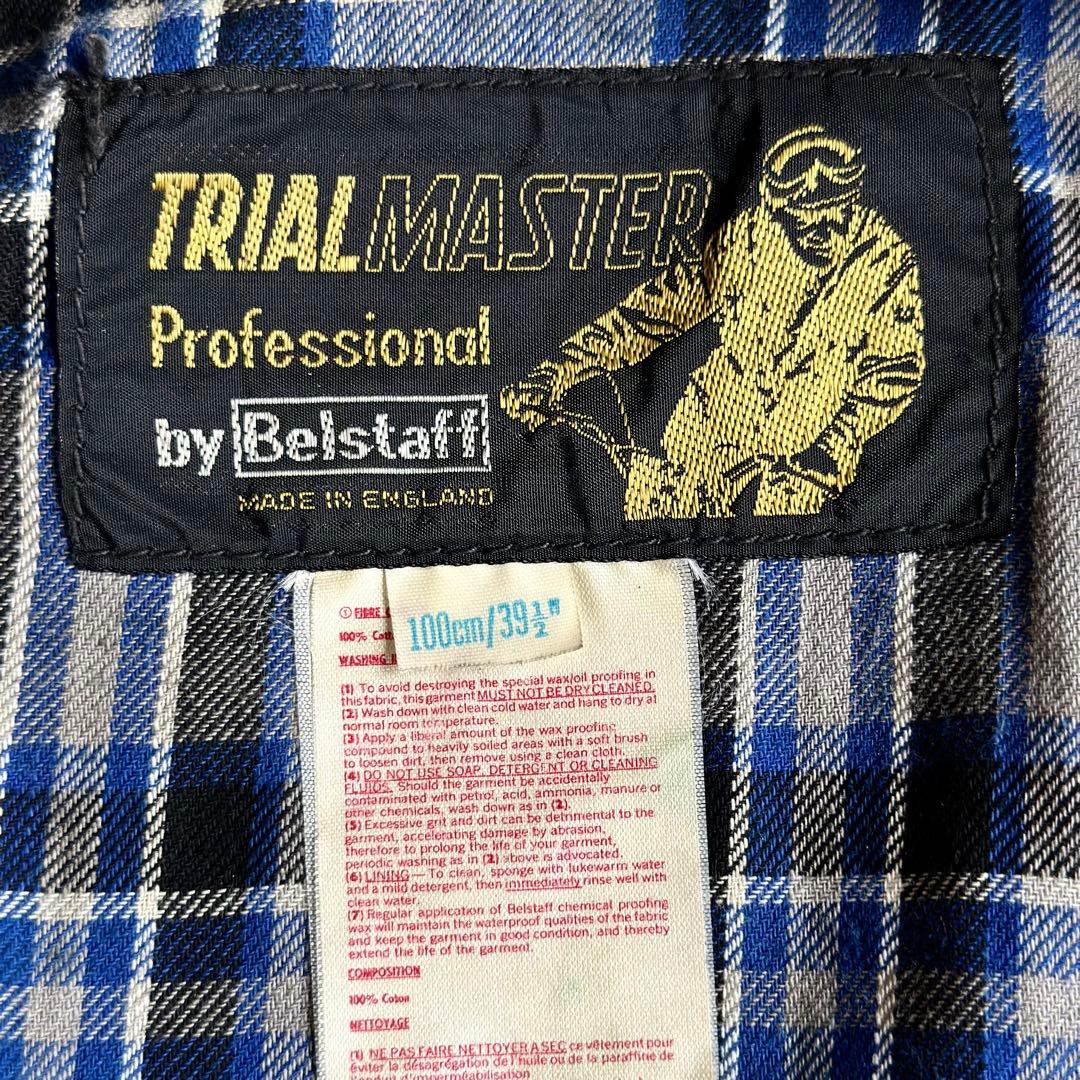 TRIALMASTER
Professional
by Belstaff
MADE IN ENGLAND
100cm/39½"
① FIBRE
100%
WASHING
(1) To avoid destroying the special wax/oil proofing in
this fabric, this garment MUST NOT BE DRY CLEANED.
(2) Wash down with clean cold water and hang to dry at
normal room temperature.
(3) Apply a liberal amount of the wax proofing
compound to heavily soiled areas with a soft brush
to loosen dirt, then remove using a clean cloth.
(4) DO NOT USE SOAP, DETERGENT OR CLEANING
FLUIDS. Should the garment be accidentally
contaminated with petrol, acid, ammonia, manure or
other chemicals, wash down as in (2).
(5) Excessive grit and dirt can be detrimental to the
garment, accelerating damage by abrasion,
therefore to prolong the life of your garment,
periodic washing as in (2) above is advocated.
(6) LINING — To clean, sponge with lukewarm water
and a mild detergent, then immediately rinse well with
clean water.
(7) Regular application of Belstaff chemical proofing
wax will maintain the waterproof qualities of the fabric
and keep the garment in good condition, and thereby
extend the life of the garment.
COMPOSITION
100% Coton
NETTOYAGE
(1) NE PAS FAIRE NETTOYER A SEC ce vêtement pour
éviter la désagrégation de l'huile ou de la paraffine de
l'enduit d'imperméabilisation